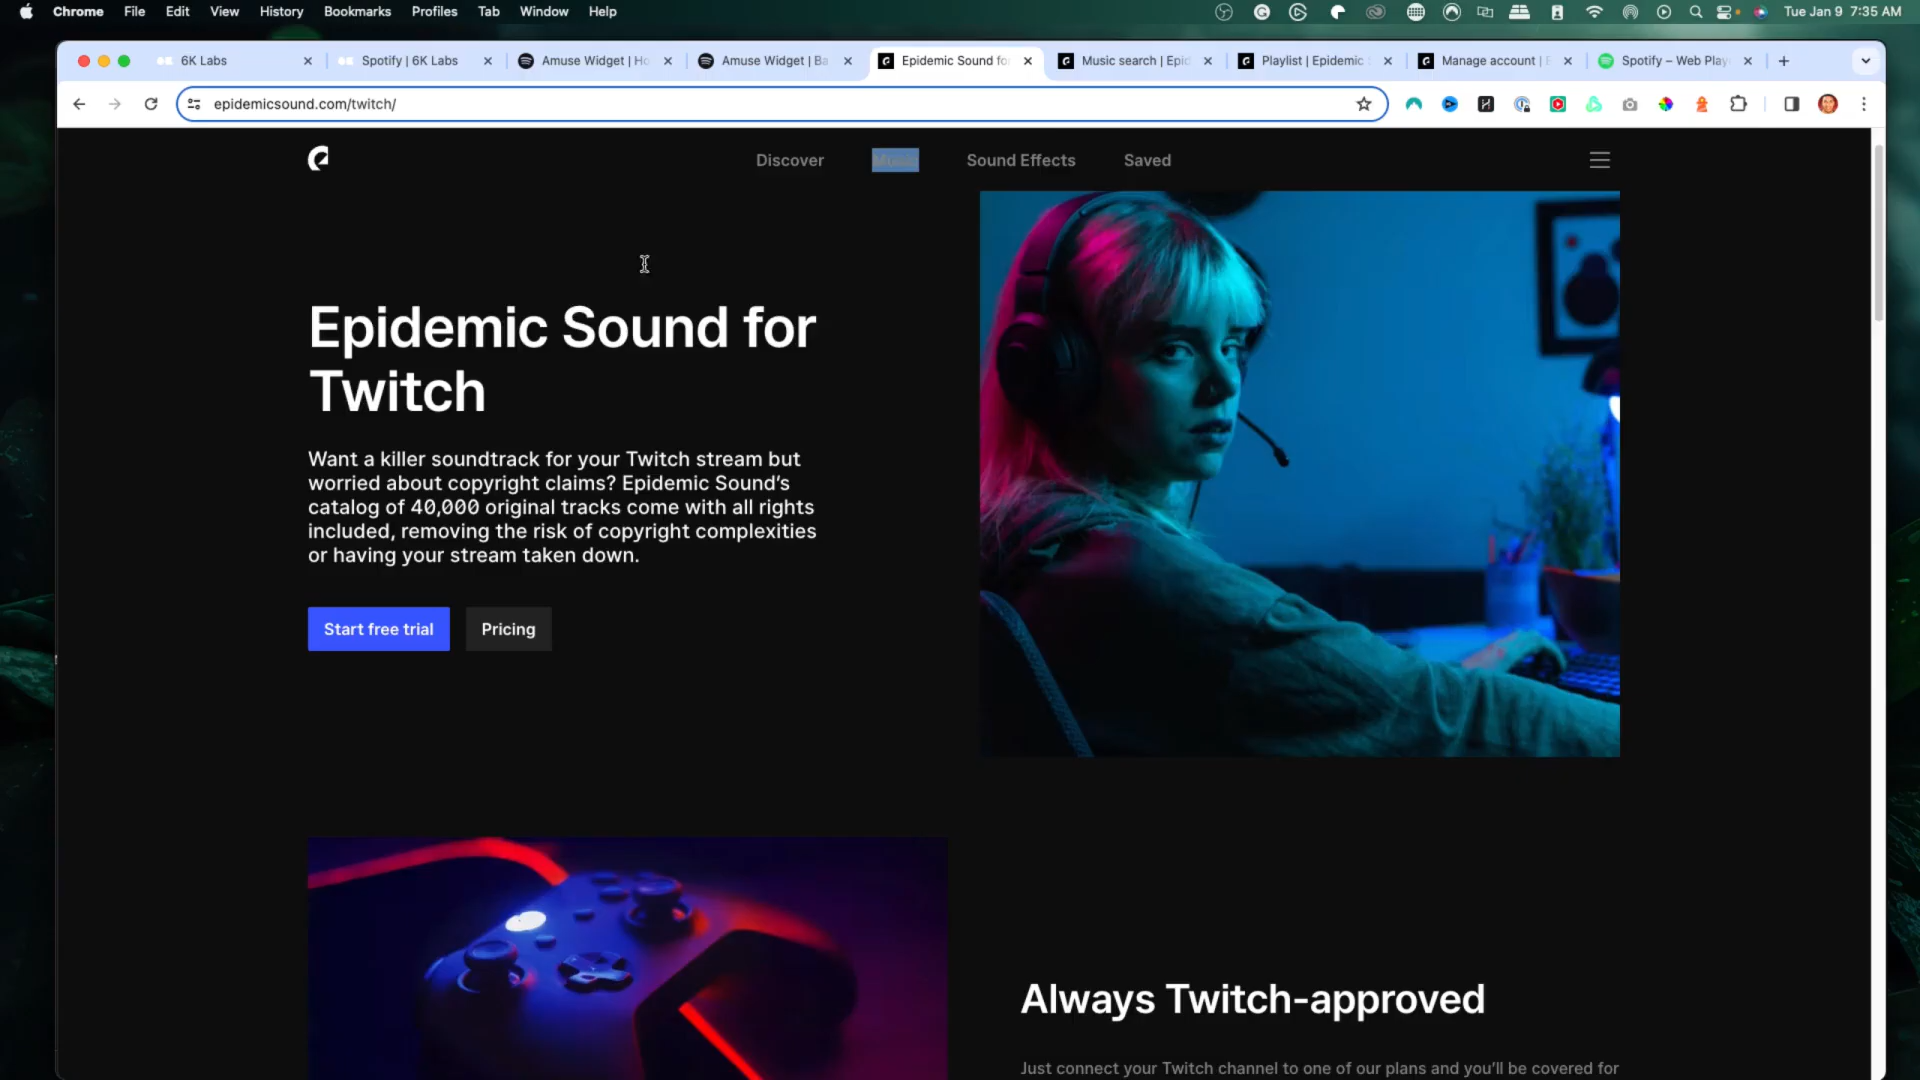 Chrome File Edit View History Bookmarks Profiles Tab Window Help Tue Jan 9 7:35 AM
6K Labs Spotify | 6K Labs Amuse Widget | Ho Amuse Widget | Ba Epidemic Sound fo Music search | Epid Playlist | Epidemic Manage account | E Spotify – Web Play
epidemicsound.com/twitch/
Discover Music Sound Effects Saved
Epidemic Sound for
Twitch
Want a killer soundtrack for your Twitch stream but
worried about copyright claims? Epidemic Sound's
catalog of 40,000 original tracks come with all rights
included, removing the risk of copyright complexities
or having your stream taken down.
Start free trial Pricing
Always Twitch-approved
Just connect your Twitch channel to one of our plans and you'll be covered for